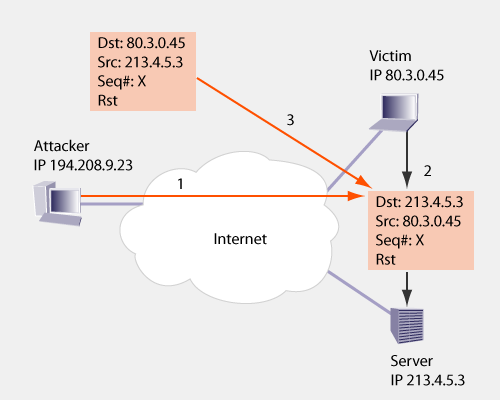 Dst: 80.3.0.45
Src: 213.4.5.3
Seq#: X
Rst
Victim
IP 80.3.0.45
3
Attacker
IP 194.208.9.23
1
2
Dst: 213.4.5.3
Src: 80.3.0.45
Seq#: X
Rst
Internet
Server
IP 213.4.5.3